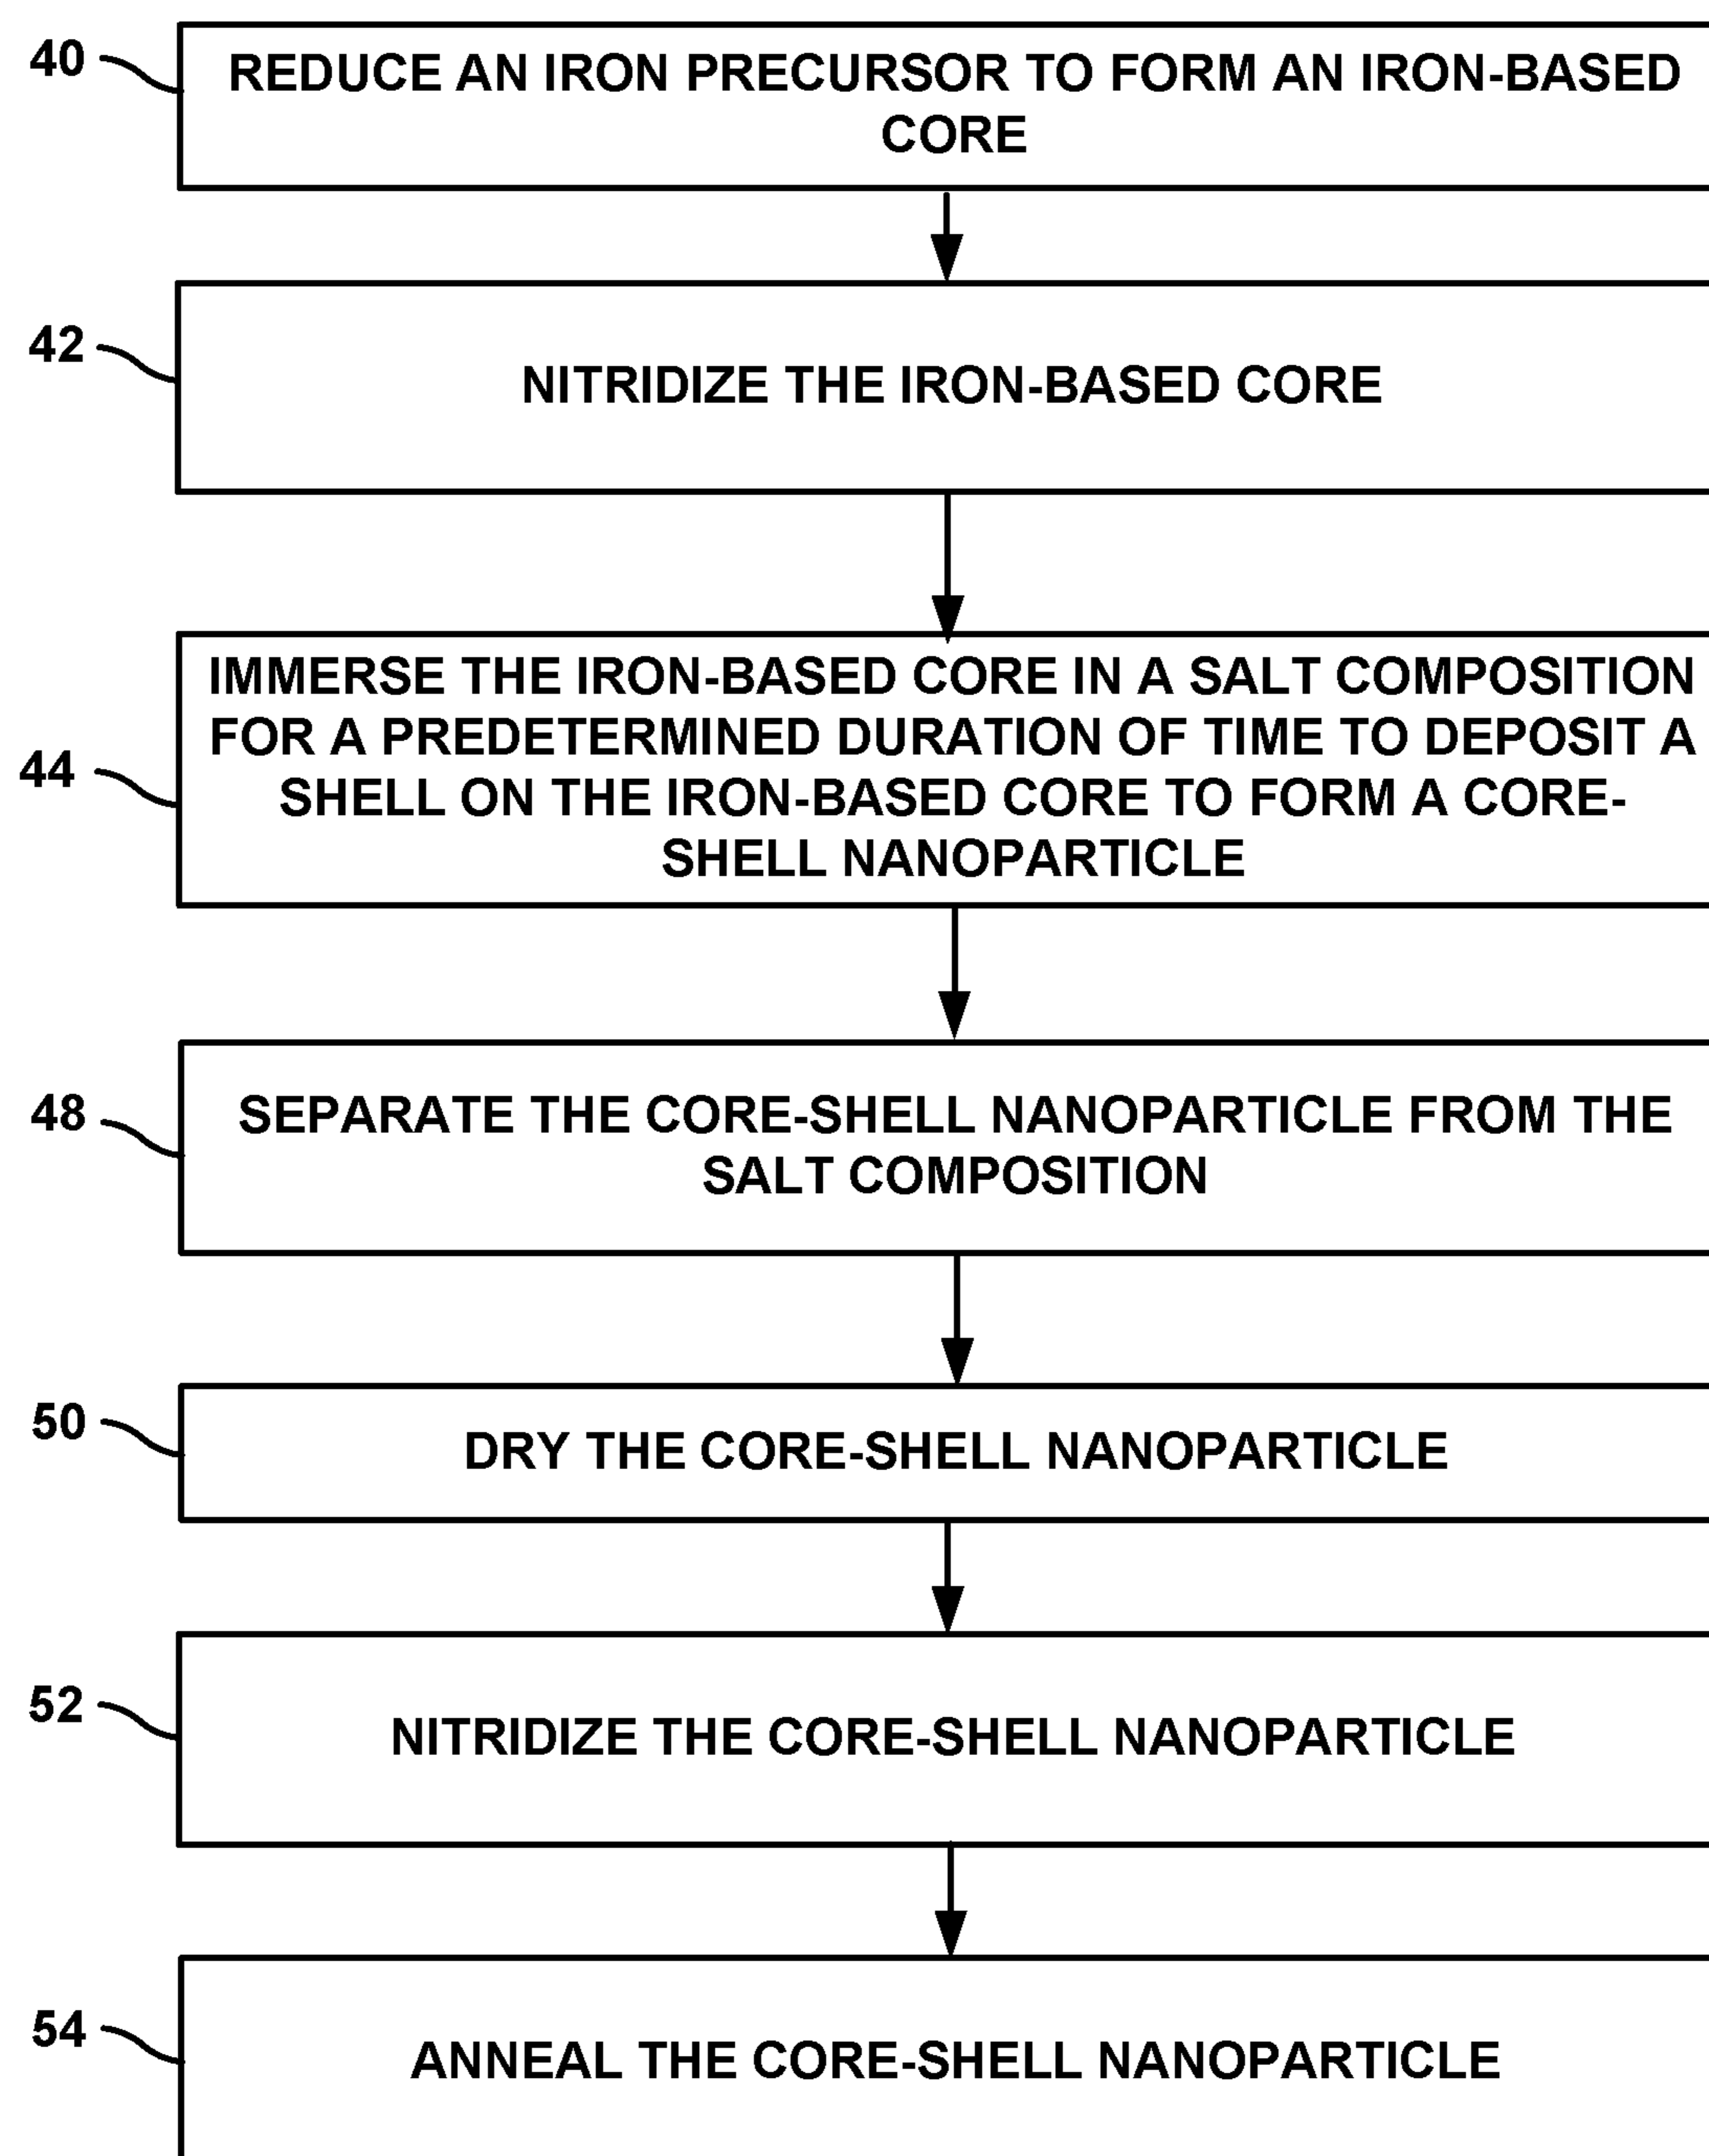 40
REDUCE AN IRON PRECURSOR TO FORM AN IRON-BASED
CORE
42
NITRIDIZE THE IRON-BASED CORE
IMMERSE THE IRON-BASED CORE IN A SALT COMPOSITION
FOR A PREDETERMINED DURATION OF TIME TO DEPOSIT A
44
SHELL ON THE IRON-BASED CORE TO FORM A CORE-
SHELL NANOPARTICLE
48
SEPARATE THE CORE-SHELL NANOPARTICLE FROM THE
SALT COMPOSITION
50
DRY THE CORE-SHELL NANOPARTICLE
52
NITRIDIZE THE CORE-SHELL NANOPARTICLE
54
ANNEAL THE CORE-SHELL NANOPARTICLE